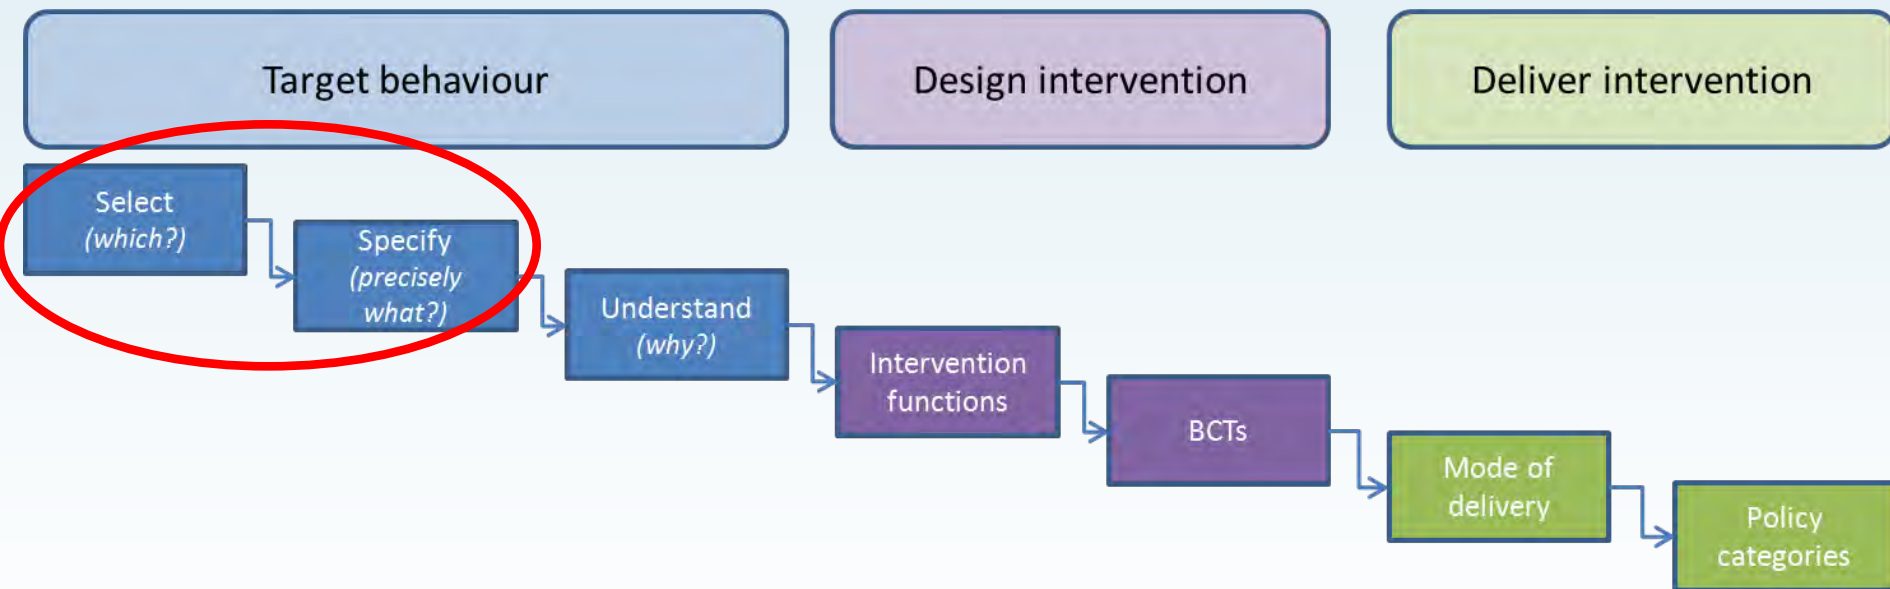 Target behaviour
Design intervention
Deliver intervention
Select
(which?)
Specify
(precisely
what?)
Understand
(why?)
Intervention
functions
BCTs
Mode of
delivery
Policy
categories